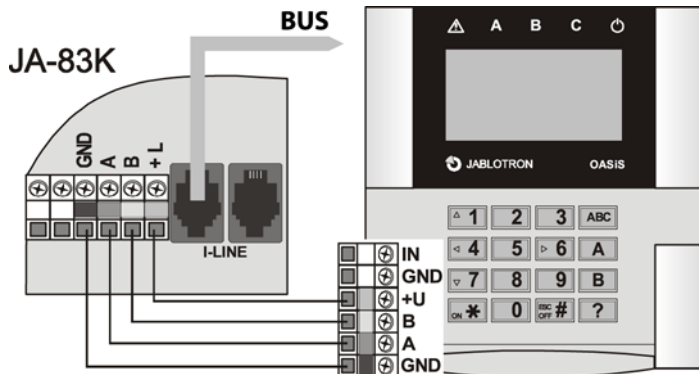 BUS
JA-83K
GND
A
B
+L
I-LINE
IN
GND
+U
B
A
GND
A B C
JABLOTRON OASiS
1 2 3 ABC
4 5 6 A
7 8 9 B
ON * 0 ESC OFF # ?